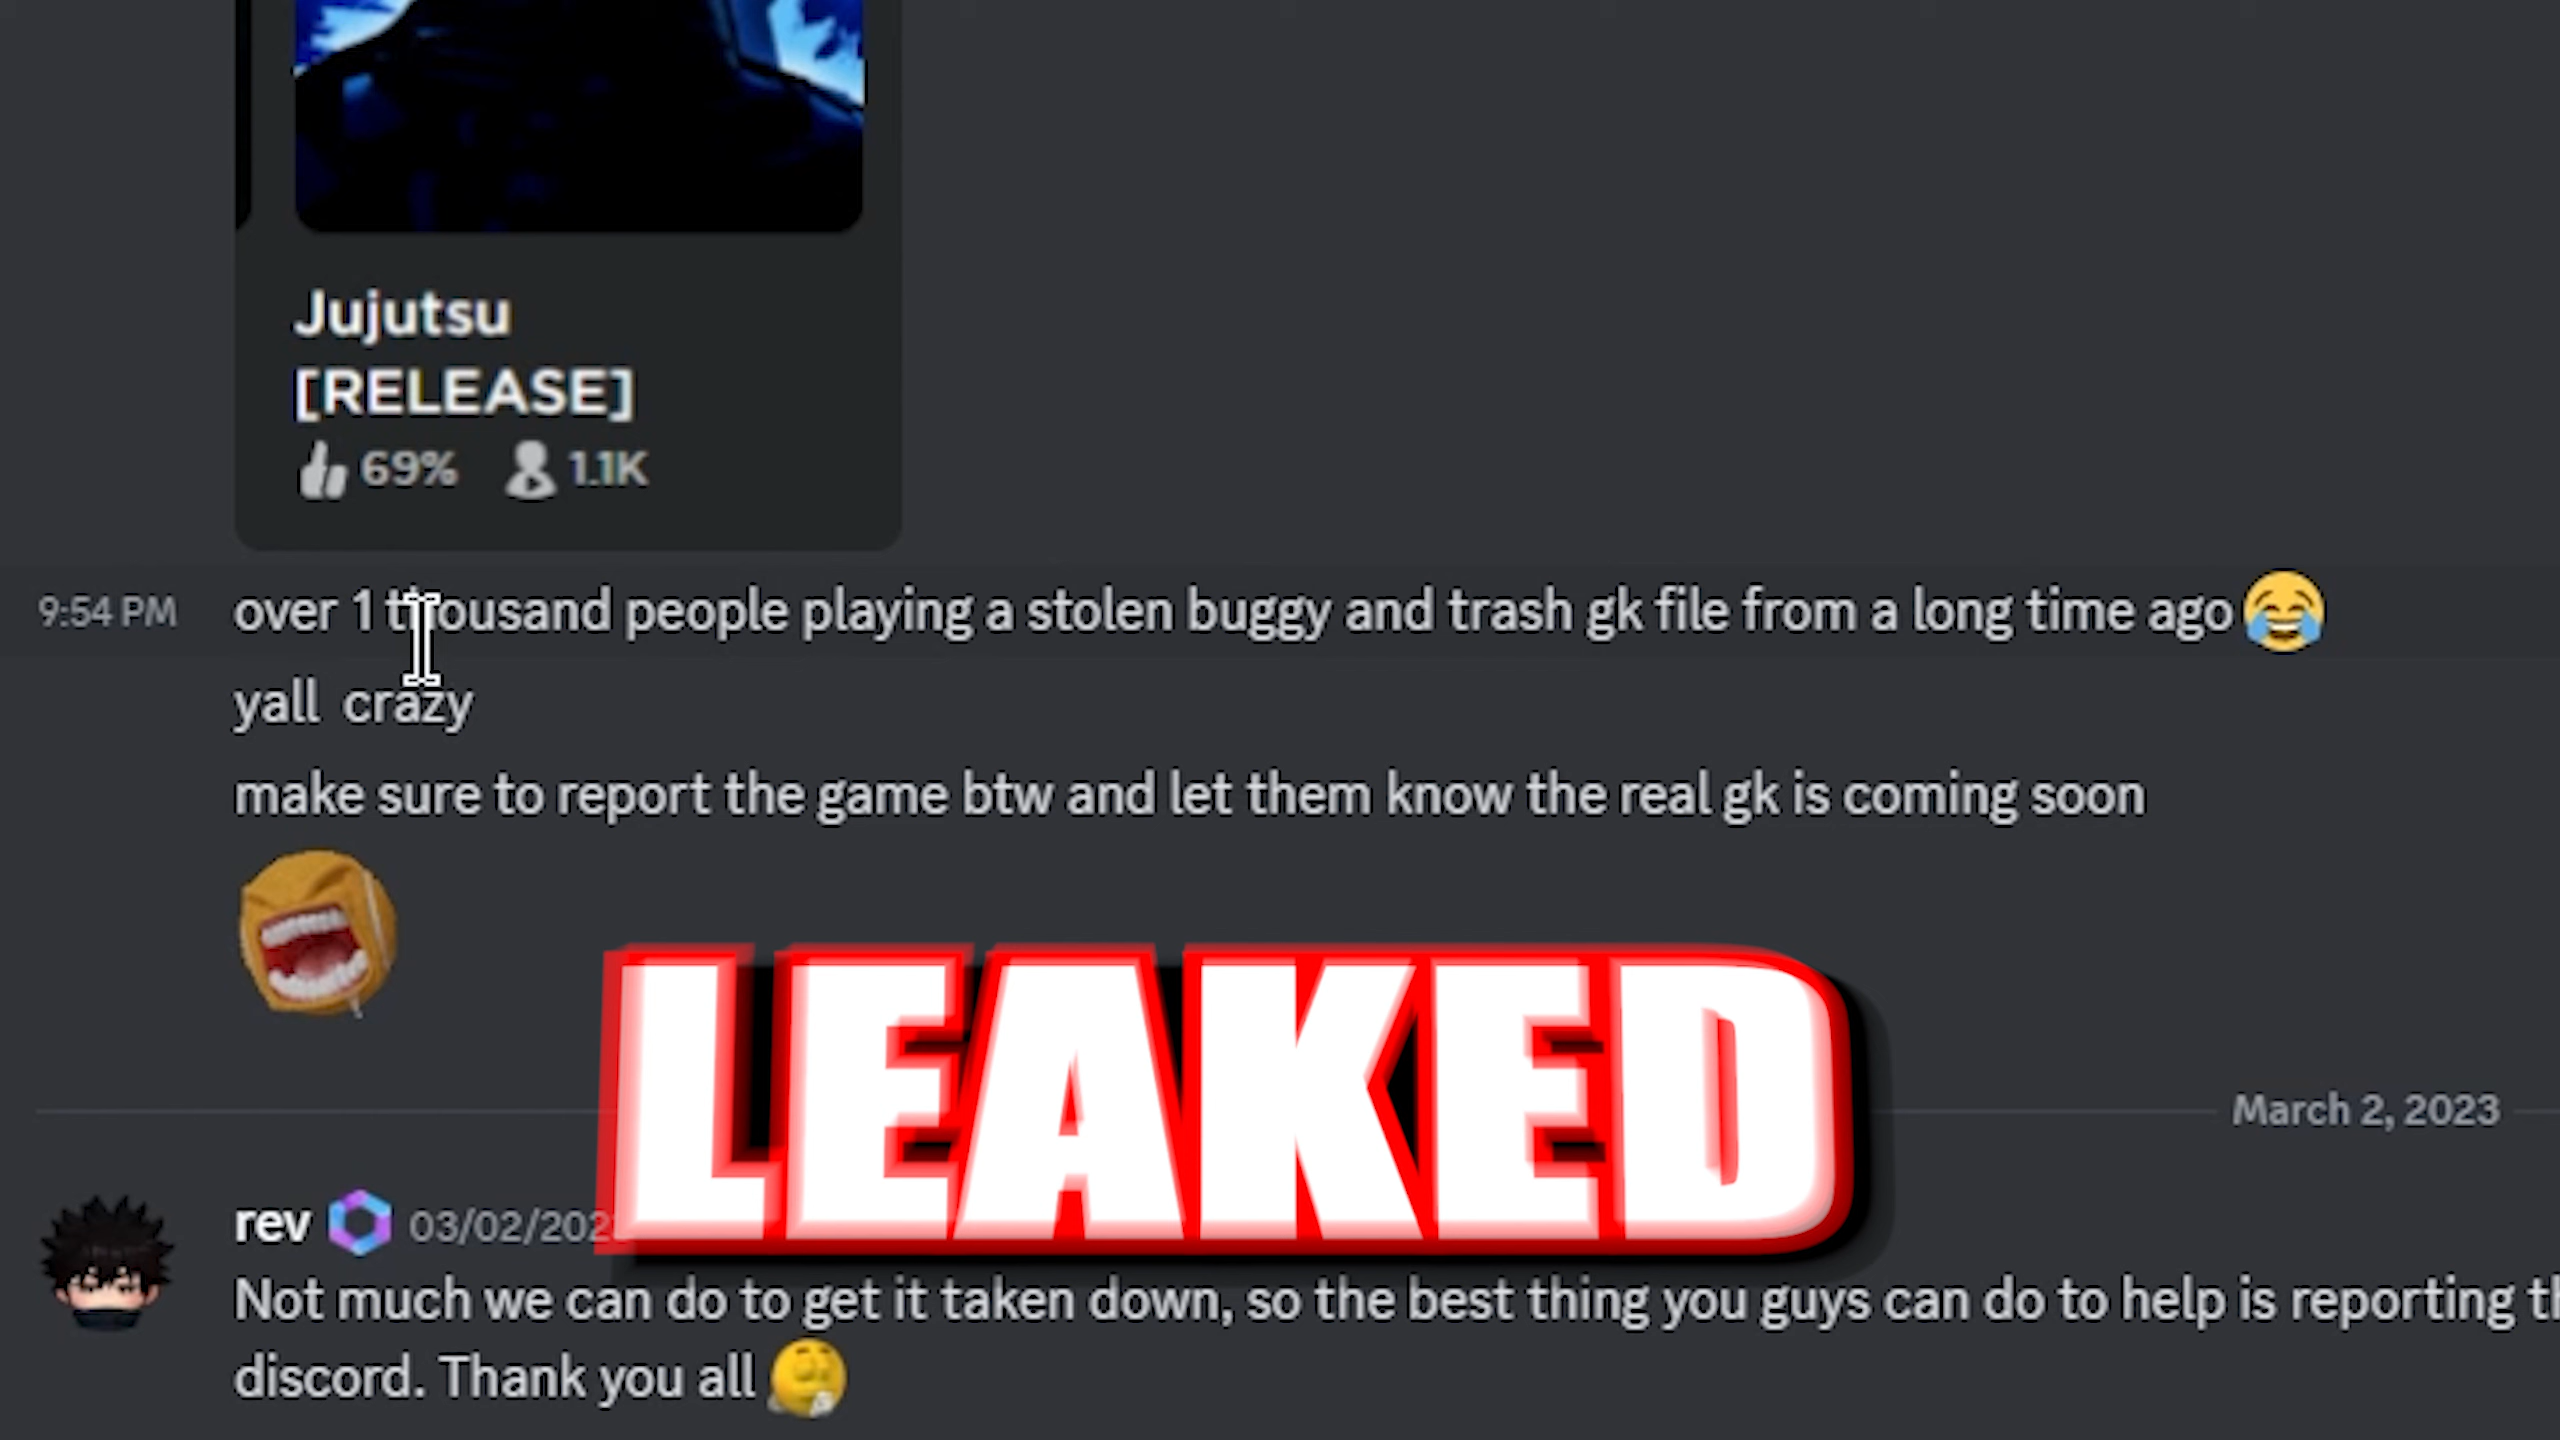 Jujutsu
[RELEASE]
69% 1.1K
9:54 PM over 1 thousand people playing a stolen buggy and trash gk file from a long time ago
yall crazy
make sure to report the game btw and let them know the real gk is coming soon
LEAKED
March 2, 2023
rev 03/02/202
Not much we can do to get it taken down, so the best thing you guys can do to help is reporting
discord. Thank you all